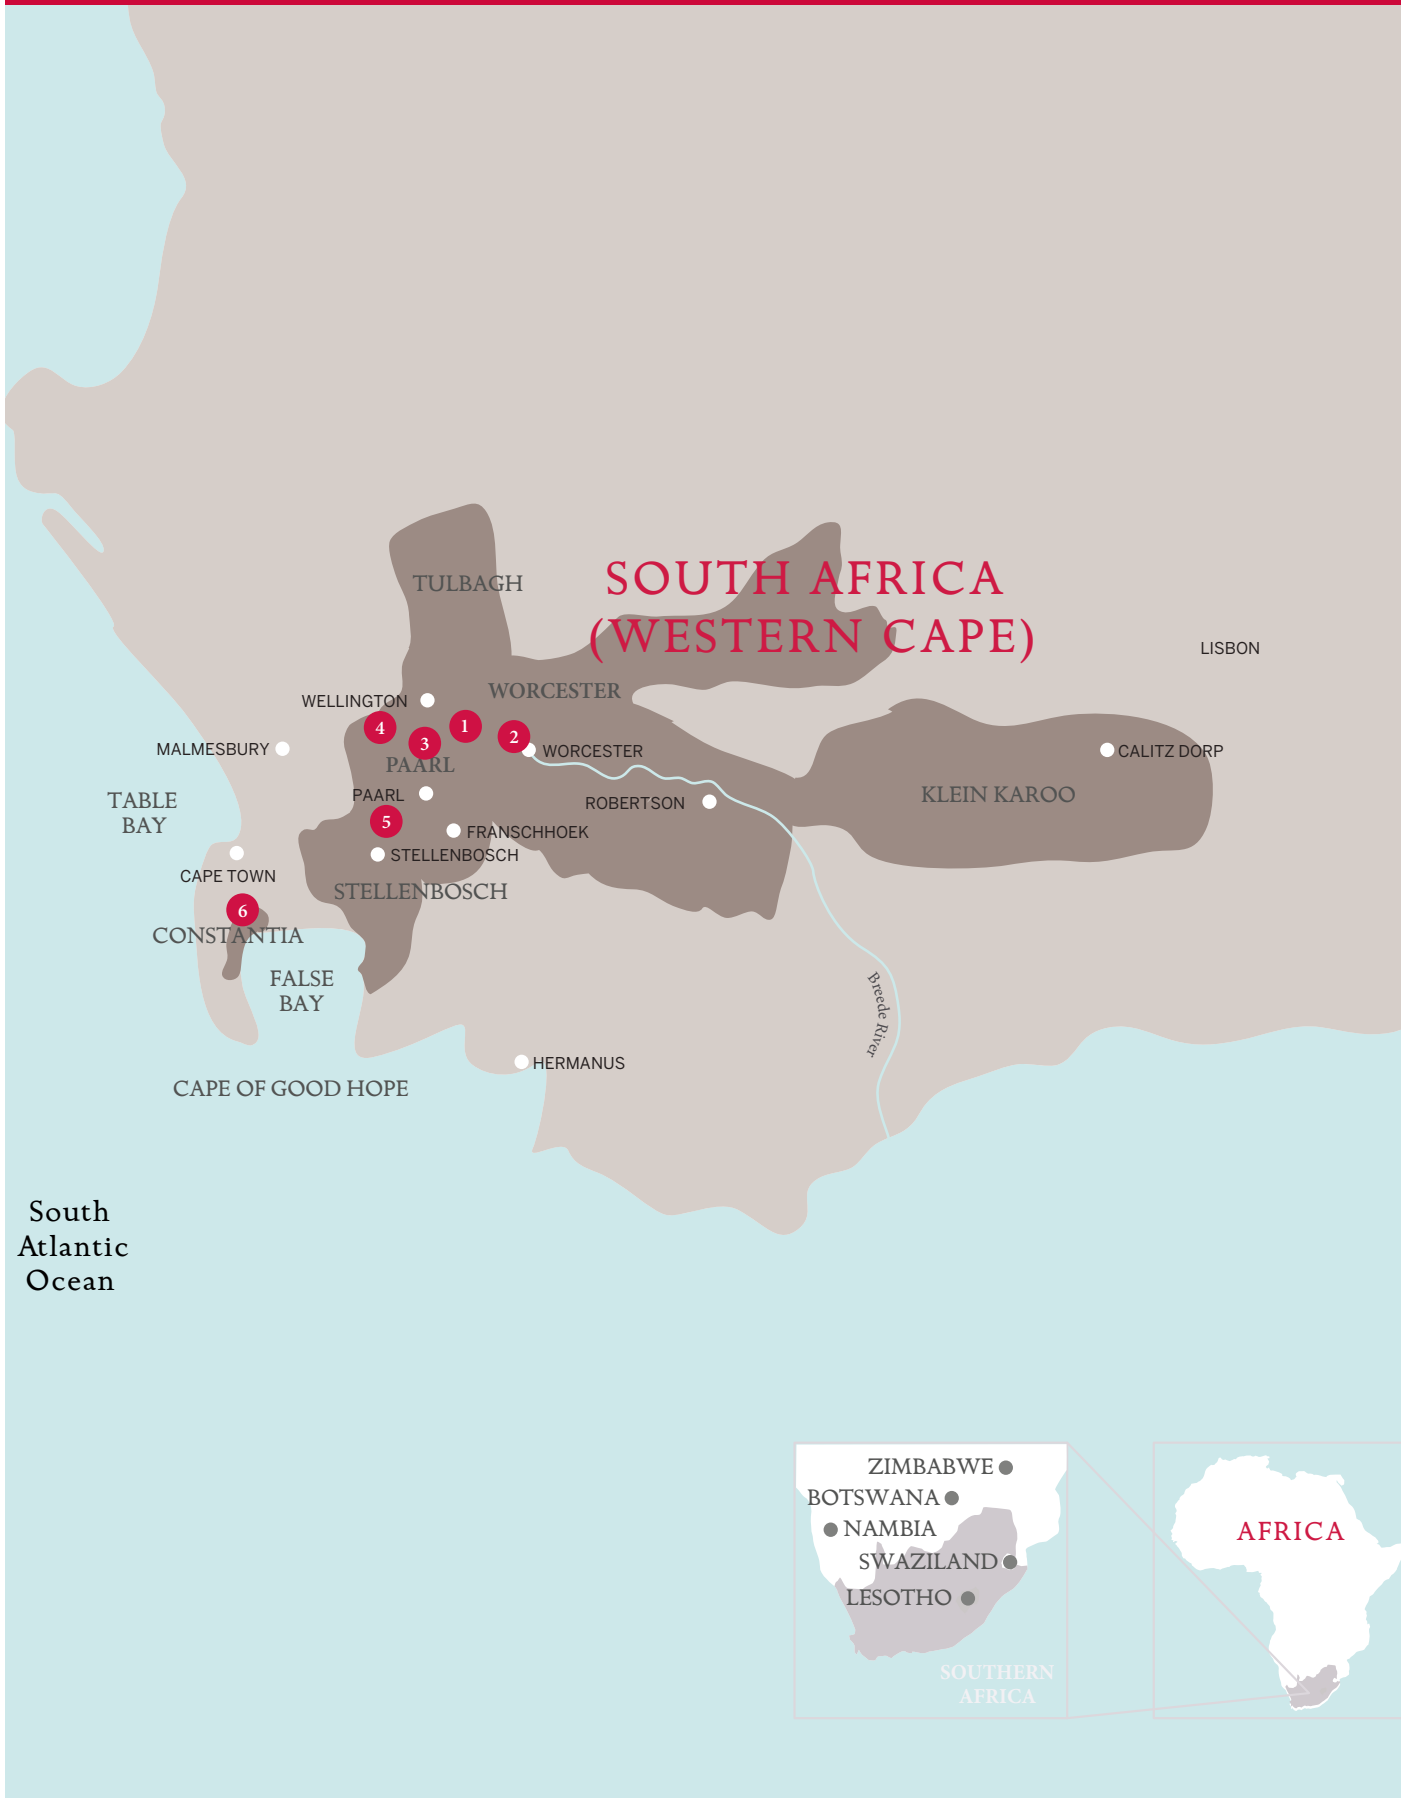 TULBAGH
SOUTH AFRICA
(WESTERN CAPE)
LISBON
WORCESTER
WELLINGTON
4
1
3
2
MALMESBURY
WORCESTER
CALITZ DORP
PAARL
PAARL
ROBERTSON
KLEIN KAROO
TABLE
BAY
5
FRANSCHHOEK
STELLENBOSCH
CAPE TOWN
STELLENBOSCH
6
CONSTANTIA
FALSE
BAY
Breede River
HERMANUS
CAPE OF GOOD HOPE
South
Atlantic
Ocean
ZIMBABWE
BOTSWANA
NAMBIA
SWAZILAND
LESOTHO
SOUTHERN
AFRICA
AFRICA